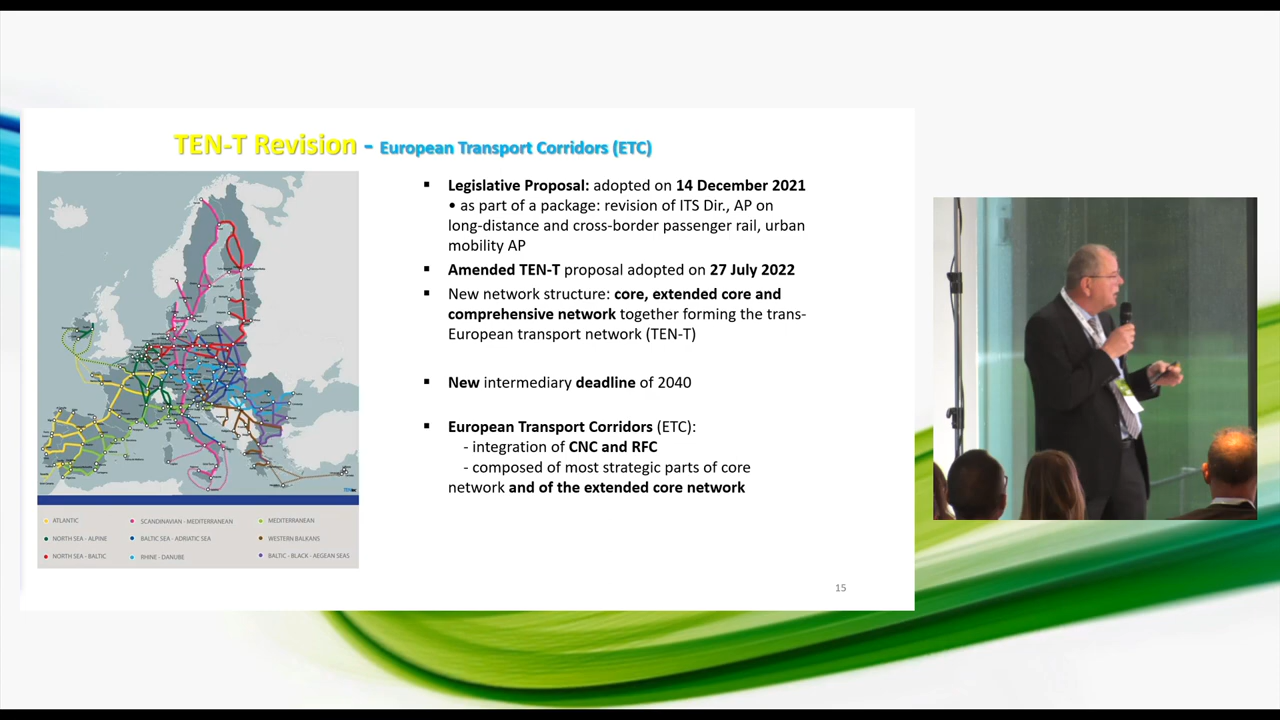 TEN-T Revision - European Transport Corridors (ETC)
▪ Legislative Proposal: adopted on 14 December 2021
• as part of a package: revision of ITS Dir., AP on
long-distance and cross-border passenger rail, urban
mobility AP
▪ Amended TEN-T proposal adopted on 27 July 2022
▪ New network structure: core, extended core and
comprehensive network together forming the trans-
European transport network (TEN-T)
▪ New intermediary deadline of 2040
▪ European Transport Corridors (ETC):
- integration of CNC and RFC
- composed of most strategic parts of core
network and of the extended core network
ATLANTIC
NORTH SEA - ALPINE
NORTH SEA - BALTIC
SCANDINAVIAN - MEDITERRANEAN
BALTIC SEA - ADRIATIC SEA
RHINE - DANUBE
MEDITERRANEAN
WESTERN BALKANS
BALTIC - BLACK - AEGEAN SEAS
15